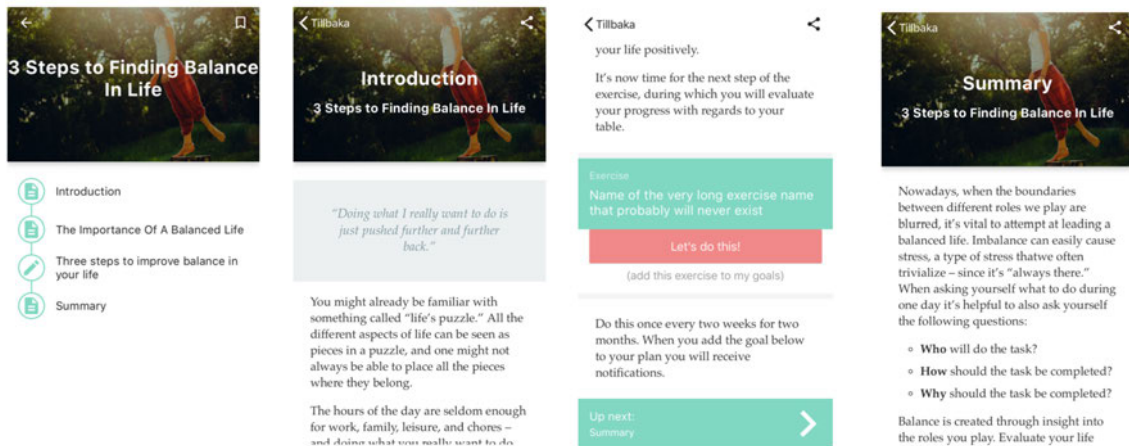 3 Steps to Finding Balance
In Life
Introduction
The Importance Of A Balanced Life
Three steps to improve balance in
your life
Summary
Tillbaka
Introduction
3 Steps to Finding Balance In Life
“Doing what I really want to do is
just pushed further and further
back.”
You might already be familiar with
something called “life’s puzzle.” All the
different aspects of life can be seen as
pieces in a puzzle, and one might not
always be able to place all the pieces
where they belong.
The hours of the day are seldom enough
for work, family, leisure, and chores –
and doing what you really want to do
Tillbaka
your life positively.
It’s now time for the next step of the
exercise, during which you will evaluate
your progress with regards to your
table.
Exercise
Name of the very long exercise name
that probably will never exist
Let's do this!
(add this exercise to my goals)
Do this once every two weeks for two
months. When you add the goal below
to your plan you will receive
notifications.
Up next:
Summary
Tillbaka
Summary
3 Steps to Finding Balance In Life
Nowadays, when the boundaries
between different roles we play are
blurred, it’s vital to attempt at leading a
balanced life. Imbalance can easily cause
stress, a type of stress thatwe often
trivialize – since it’s “always there.”
When asking yourself what to do during
one day it’s helpful to also ask yourself
the following questions:
Who will do the task?
How should the task be completed?
Why should the task be completed?
Balance is created through insight into
the roles you play. Evaluate your life